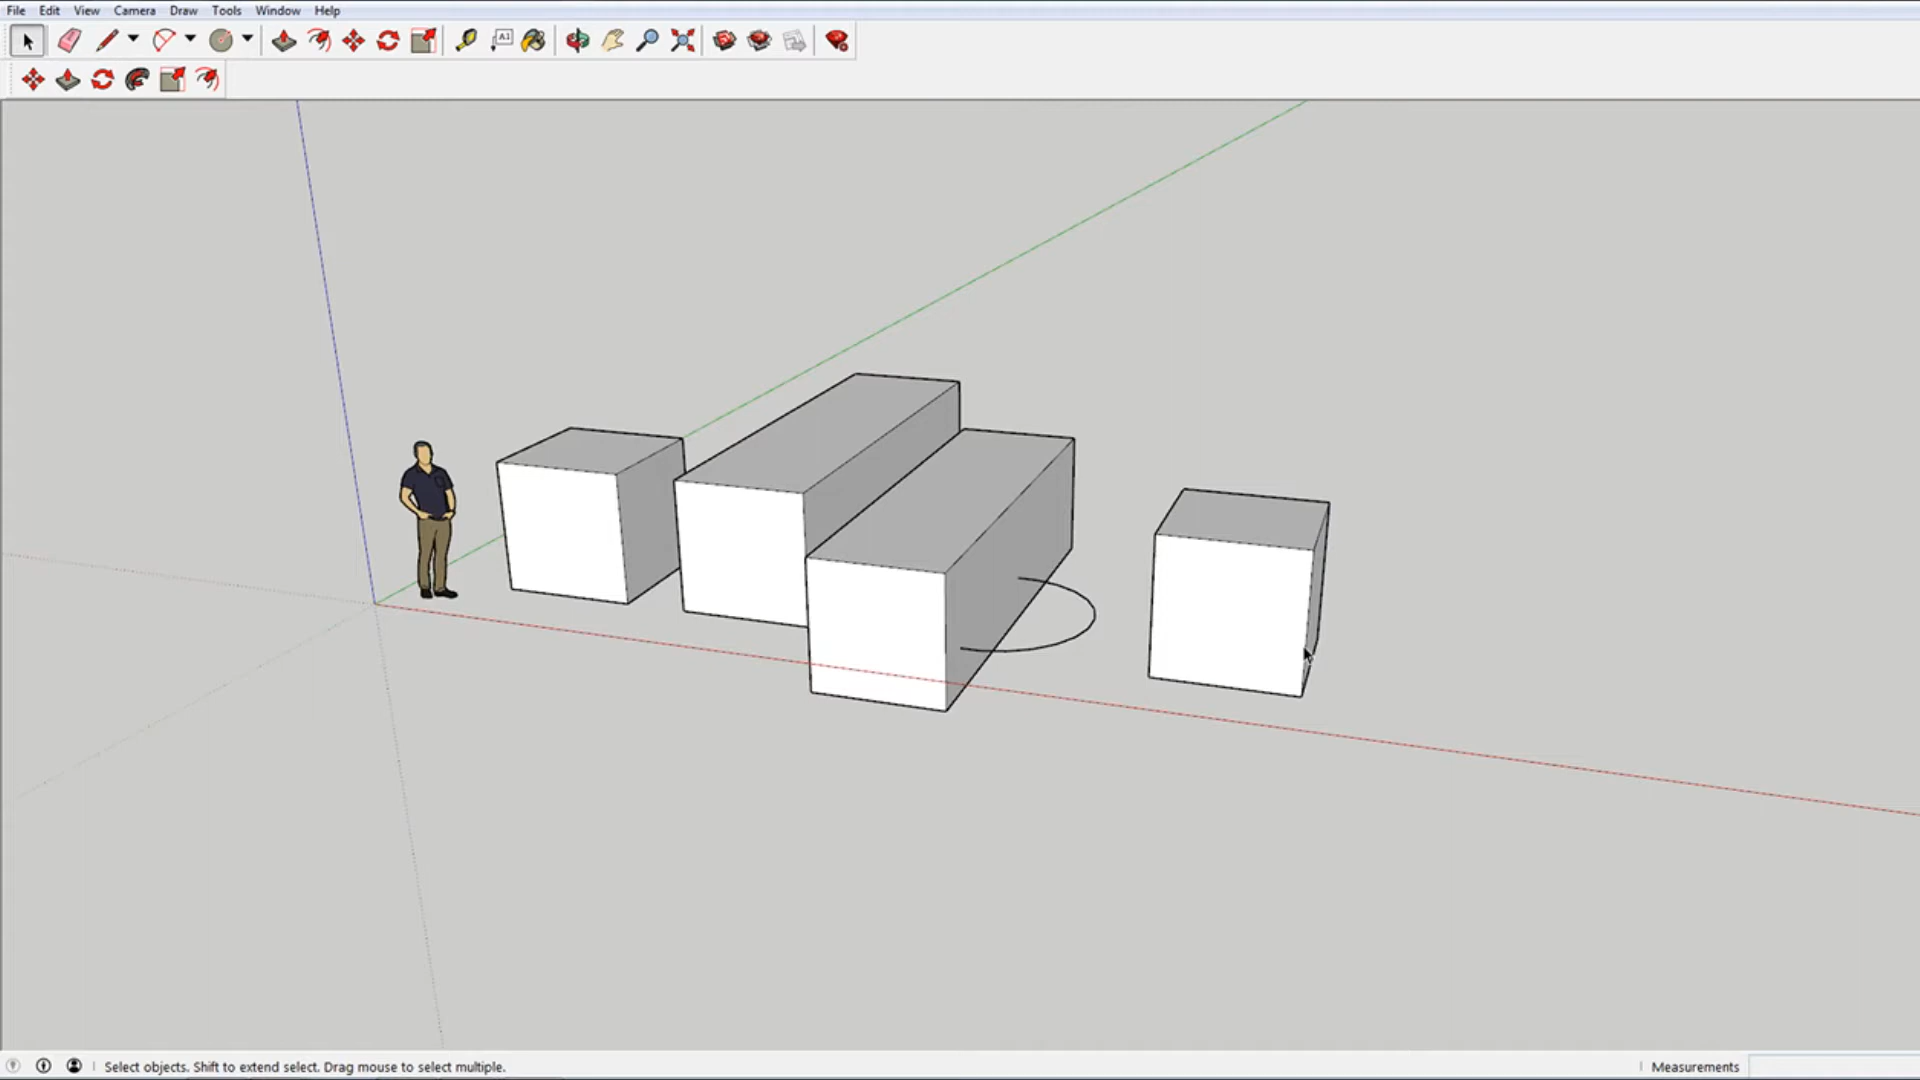 File Edit View Camera Draw Tools Window Help
A1
Select objects. Shift to extend select. Drag mouse to select multiple.
Measurements